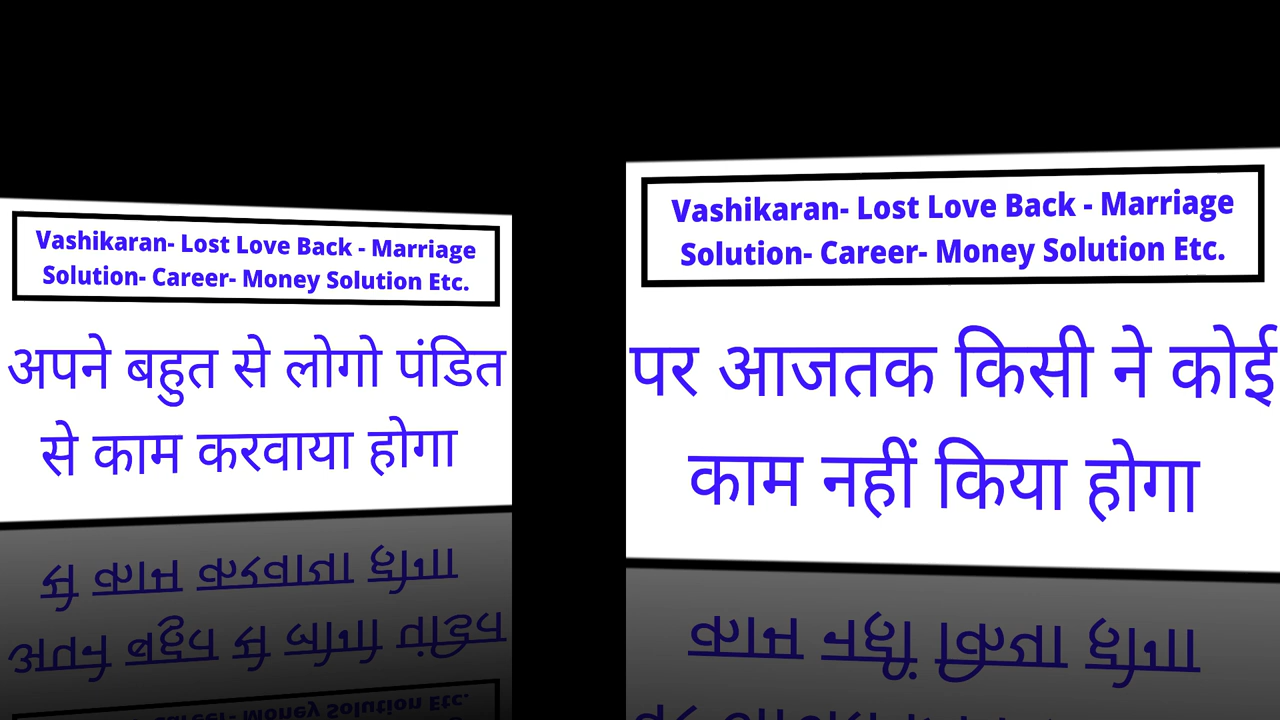 Vashikaran- Lost Love Back - Marriage
Solution- Career- Money Solution Etc.
अपने बहुत से लोगो पंडित
से काम करवाया होगा
Vashikaran- Lost Love Back - Marriage
Solution- Career- Money Solution Etc.
पर आजतक किसी ने कोई
काम नहीं किया होगा